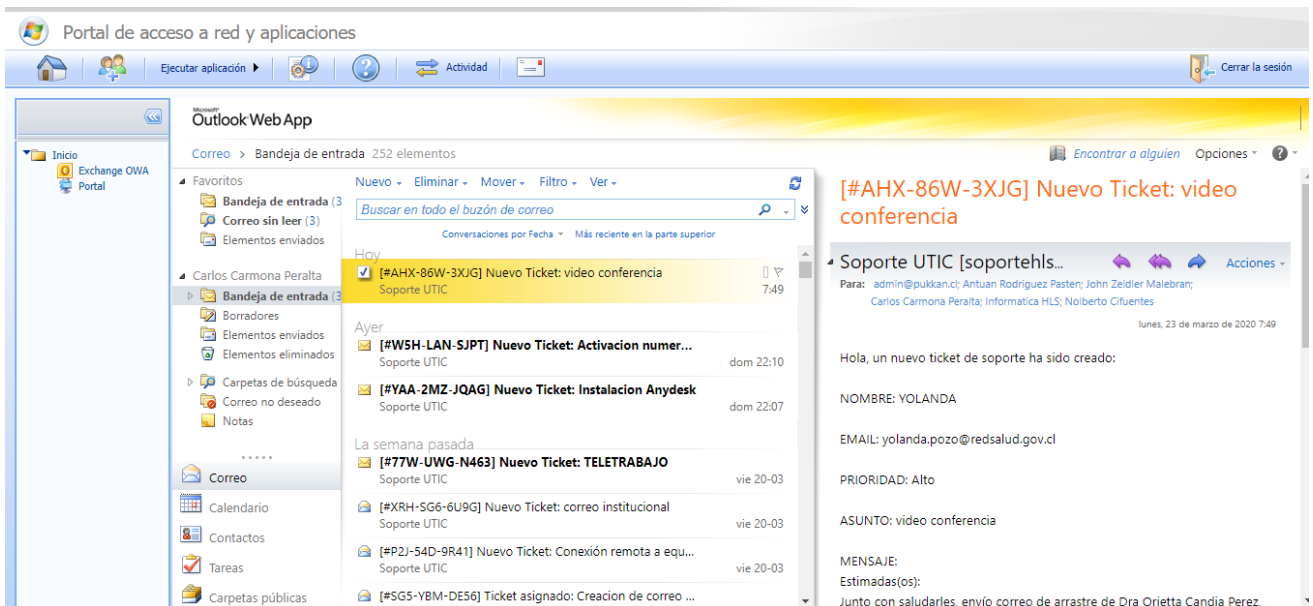 Portal de acceso a red y aplicaciones
Ejecutar aplicación
Actividad
Cerrar la sesión
Inicio
Exchange OWA
Portal
Microsoft®
Outlook Web App
Correo > Bandeja de entrada 252 elementos
Encontrar a alguien Opciones
Favoritos
Bandeja de entrada (3
Correo sin leer (3)
Elementos enviados
Carlos Carmona Peralta
Bandeja de entrada (3
Borradores
Elementos enviados
Elementos eliminados
Carpetas de búsqueda
Correo no deseado
Notas
Correo
Calendario
Contactos
Tareas
Carpetas públicas
Nuevo Eliminar Mover Filtro Ver
Buscar en todo el buzón de correo
Conversaciones por Fecha Más reciente en la parte superior
Hoy
[#AHX-86W-3XJG] Nuevo Ticket: video conferencia
Soporte UTIC 7:49
Ayer
[#W5H-LAN-SJPT] Nuevo Ticket: Activacion numer...
Soporte UTIC dom 22:10
[#YAA-2MZ-JQAG] Nuevo Ticket: Instalacion Anydesk
Soporte UTIC dom 22:07
La semana pasada
[#77W-UWG-N463] Nuevo Ticket: TELETRABAJO
Soporte UTIC vie 20-03
[#XRH-SG6-6U9G] Nuevo Ticket: correo institucional
Soporte UTIC vie 20-03
[#P2J-54D-9R41] Nuevo Ticket: Conexión remota a equ...
Soporte UTIC vie 20-03
[#SG5-YBM-DE56] Ticket asignado: Creacion de correo ...
[#AHX-86W-3XJG] Nuevo Ticket: video
conferencia
Soporte UTIC [soportehls...
Acciones
Para: admin@pukkan.cl; Antuan Rodriguez Pasten; John Zeidler Malebran;
Carlos Carmona Peralta; Informatica HLS; Nolberto Cifuentes
lunes, 23 de marzo de 2020 7:49
Hola, un nuevo ticket de soporte ha sido creado:
NOMBRE: YOLANDA
EMAIL: yolanda.pozo@redsalud.gov.cl
PRIORIDAD: Alto
ASUNTO: video conferencia
MENSAJE:
Estimadas(os):
Junto con saludarles, envío correo de arrastre de Dra Orietta Candia Perez,